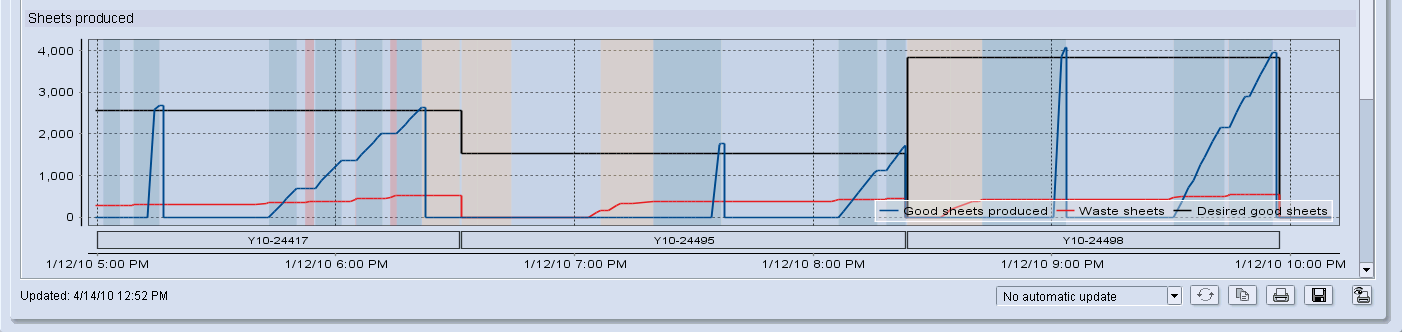 Sheets produced
4,000
3,000
2,000
1,000
0
Good sheets produced Waste sheets Desired good sheets
Y10-24417 Y10-24495 Y10-24498
1/12/10 5:00 PM 1/12/10 6:00 PM 1/12/10 7:00 PM 1/12/10 8:00 PM 1/12/10 9:00 PM 1/12/10 10:00 PM
Updated: 4/14/10 12:52 PM No automatic update